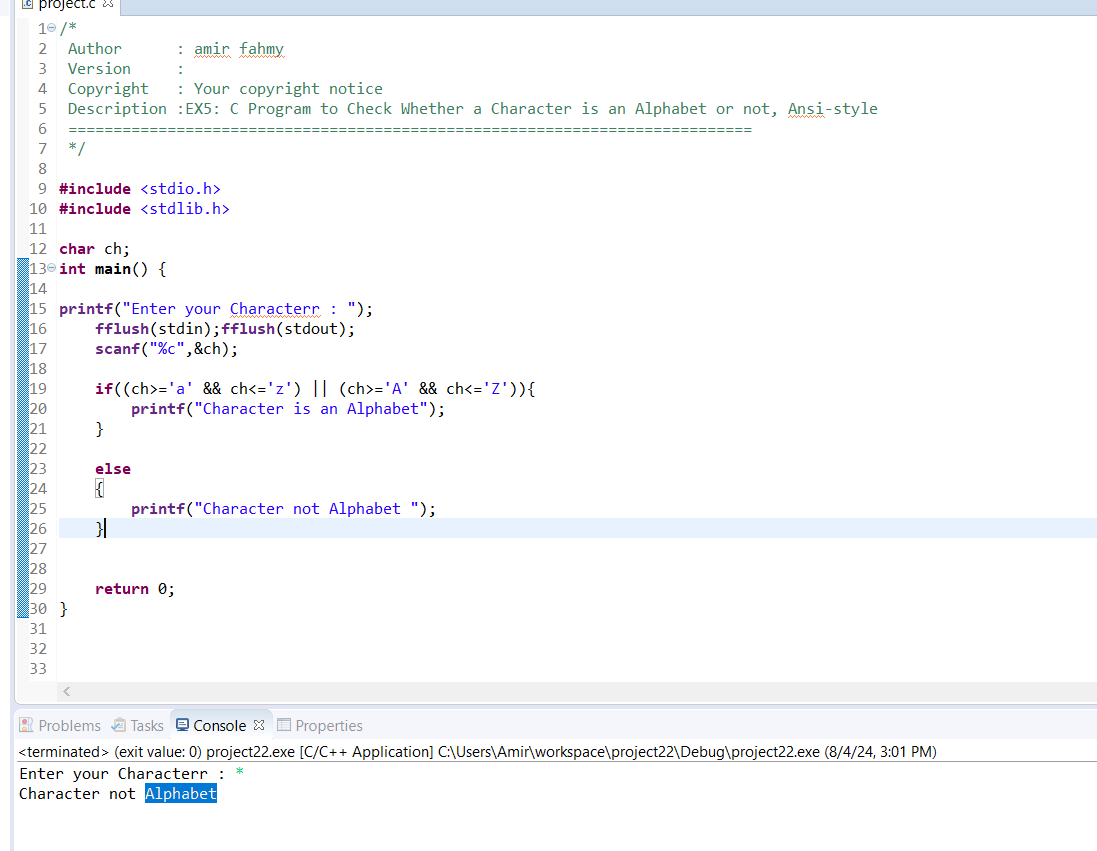 project.c
1 /*
2 Author : amir fahmy
3 Version :
4 Copyright : Your copyright notice
5 Description :EX5: C Program to Check Whether a Character is an Alphabet or not, Ansi-style
6 ============================================================================
7 */
8
9 #include <stdio.h>
10 #include <stdlib.h>
11
12 char ch;
13 int main() {
14
15 printf("Enter your Characterr : ");
16 fflush(stdin);fflush(stdout);
17 scanf("%c",&ch);
18
19 if((ch>='a' && ch<='z') || (ch>='A' && ch<='Z')){
20 printf("Character is an Alphabet");
21 }
22
23 else
24 {
25 printf("Character not Alphabet ");
26 }
27
28
29 return 0;
30 }
31
32
33
Problems Tasks Console Properties
<terminated> (exit value: 0) project22.exe [C/C++ Application] C:\Users\Amir\workspace\project22\Debug\project22.exe (8/4/24, 3:01 PM)
Enter your Characterr : *
Character not Alphabet